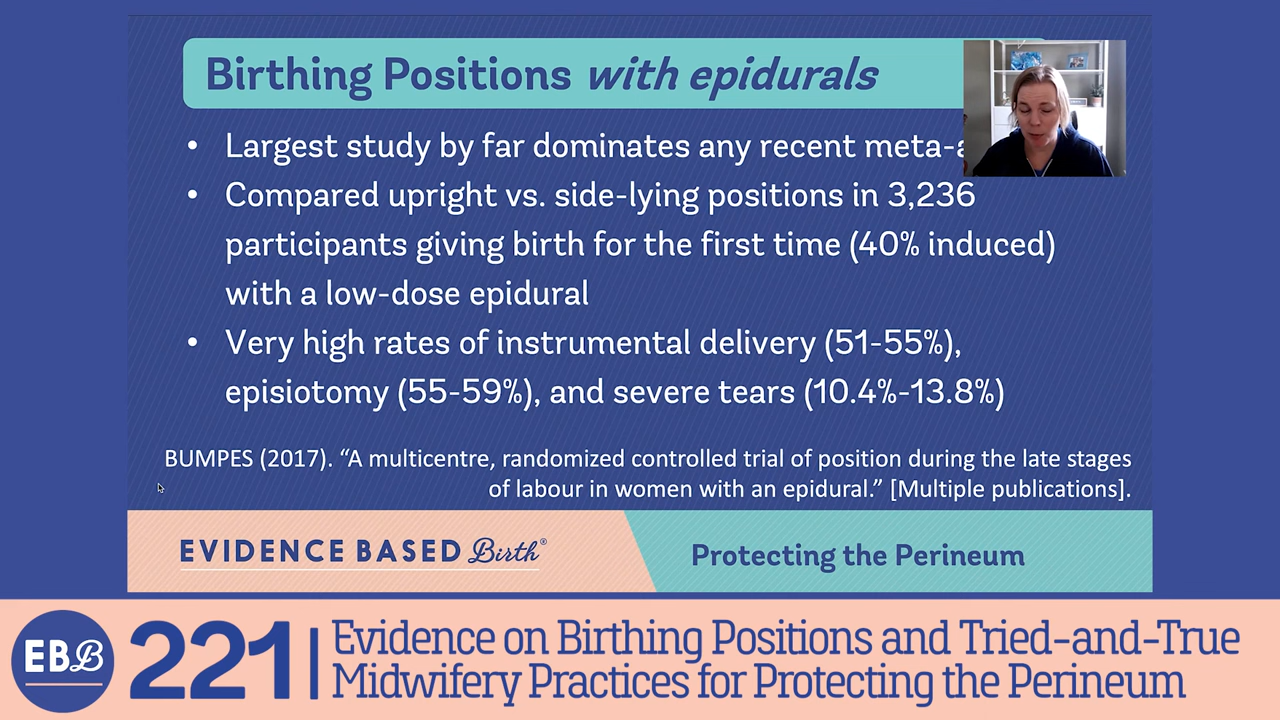 Birthing Positions with epidurals
• Largest study by far dominates any recent
• Compared upright vs. side-lying positions in 3,236
participants giving birth for the first time (40% induced)
with a low-dose epidural
• Very high rates of instrumental delivery (51-55%),
episiotomy (55-59%), and severe tears (10.4%-13.8%)
BUMPES (2017). “A multicentre, randomized controlled trial of position during the late stages
of labour in women with an epidural.” [Multiple publications].
EVIDENCE BASED Birth®
Protecting the Perineum
EBB
221
Evidence on Birthing Positions and Tried-and-True
Midwifery Practices for Protecting the Perineum